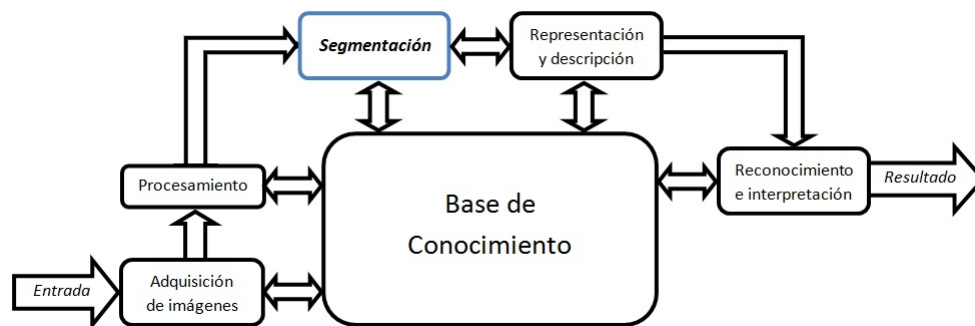 Segmentación
Representación
y descripción
Procesamiento
Base de
Conocimiento
Reconocimiento
e interpretación
Resultado
Entrada
Adquisición
de imágenes